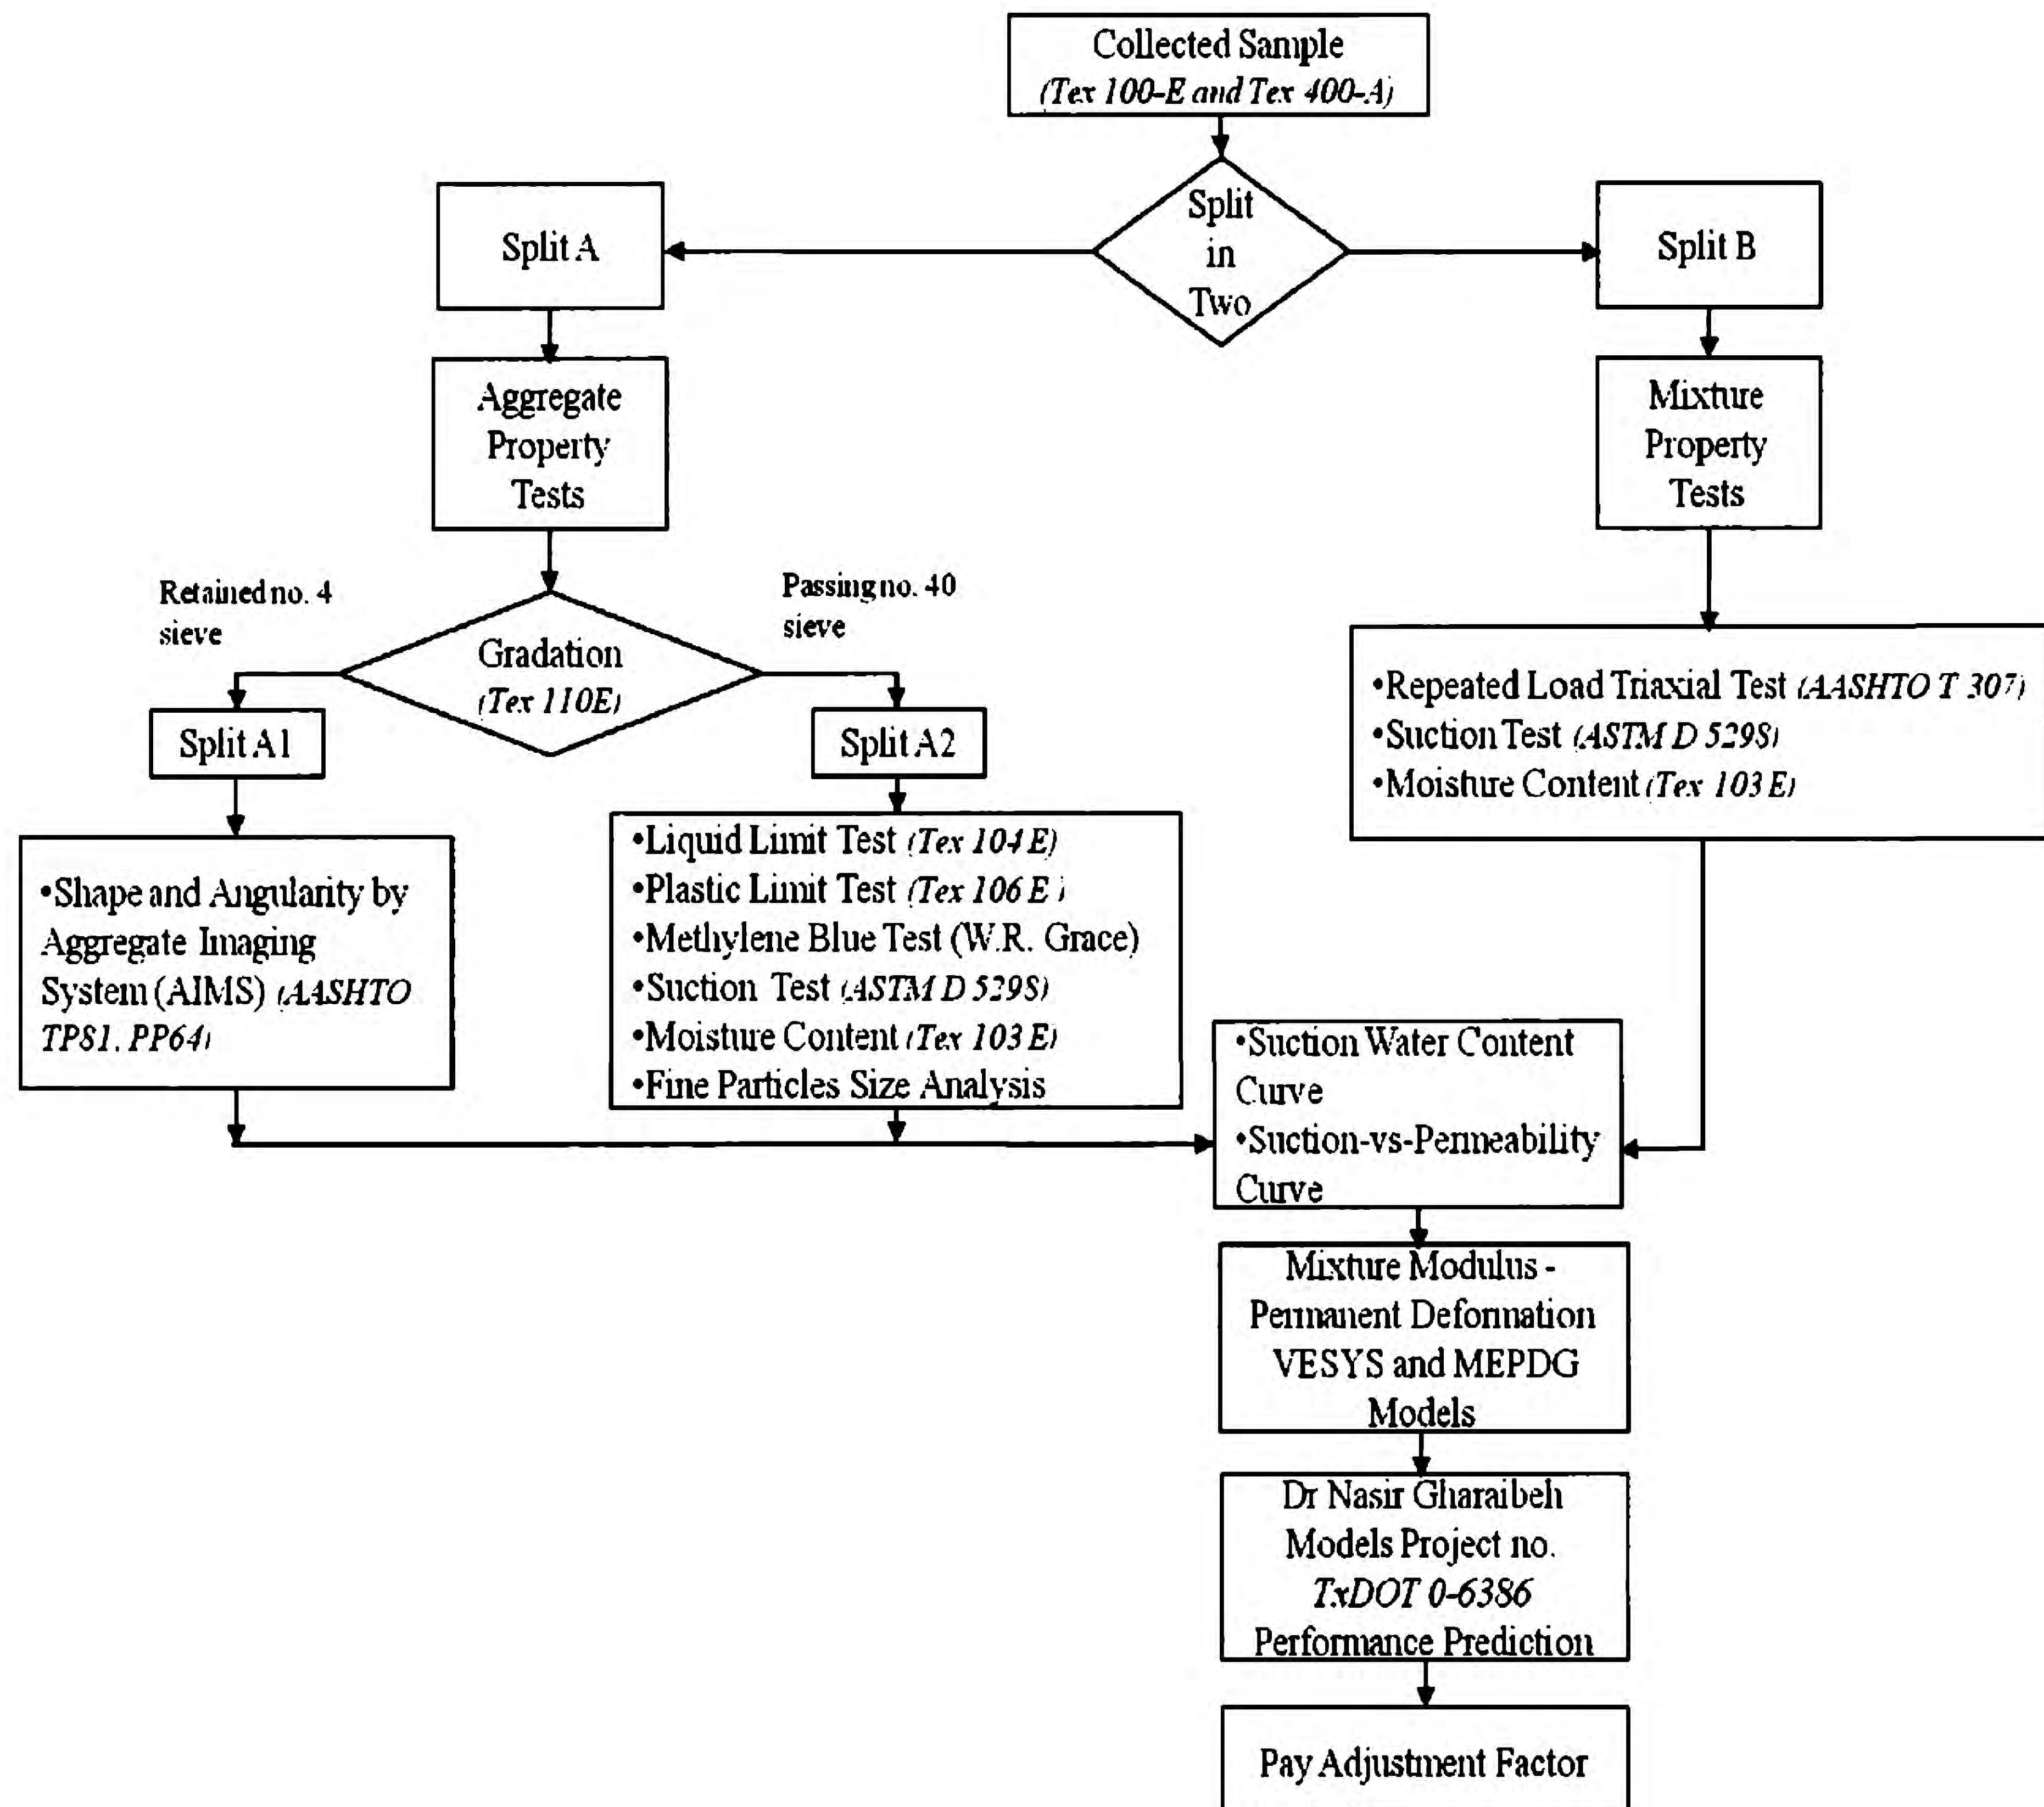 Collected Sample
(Tex 100-E and Tex 400-A)
Split
in
Two
Split A
Split B
Aggregate
Property
Tests
Mixture
Property
Tests
Retained no. 4
sieve
Passing no. 40
sieve
Gradation
(Tex 110E)
Split A1
Split A2
•Repeated Load Triaxial Test (AASHTO T 307)
•Suction Test (ASTM D 5298)
•Moisture Content (Tex 103 E)
•Shape and Angularity by
Aggregate Imaging
System (AIMS) (AASHTO
TP81, PP64)
•Liquid Limit Test (Tex 104 E)
•Plastic Limit Test (Tex 106 E )
•Methylene Blue Test (W.R. Grace)
•Suction Test (ASTM D 5298)
•Moisture Content (Tex 103 E)
•Fine Particles Size Analysis
•Suction Water Content
Curve
•Suction-vs-Permeability
Curve
Mixture Modulus -
Permanent Deformation
VESYS and MEPDG
Models
Dr Nasir Gharaibeh
Models Project no.
TxDOT 0-6386
Performance Prediction
Pay Adjustment Factor